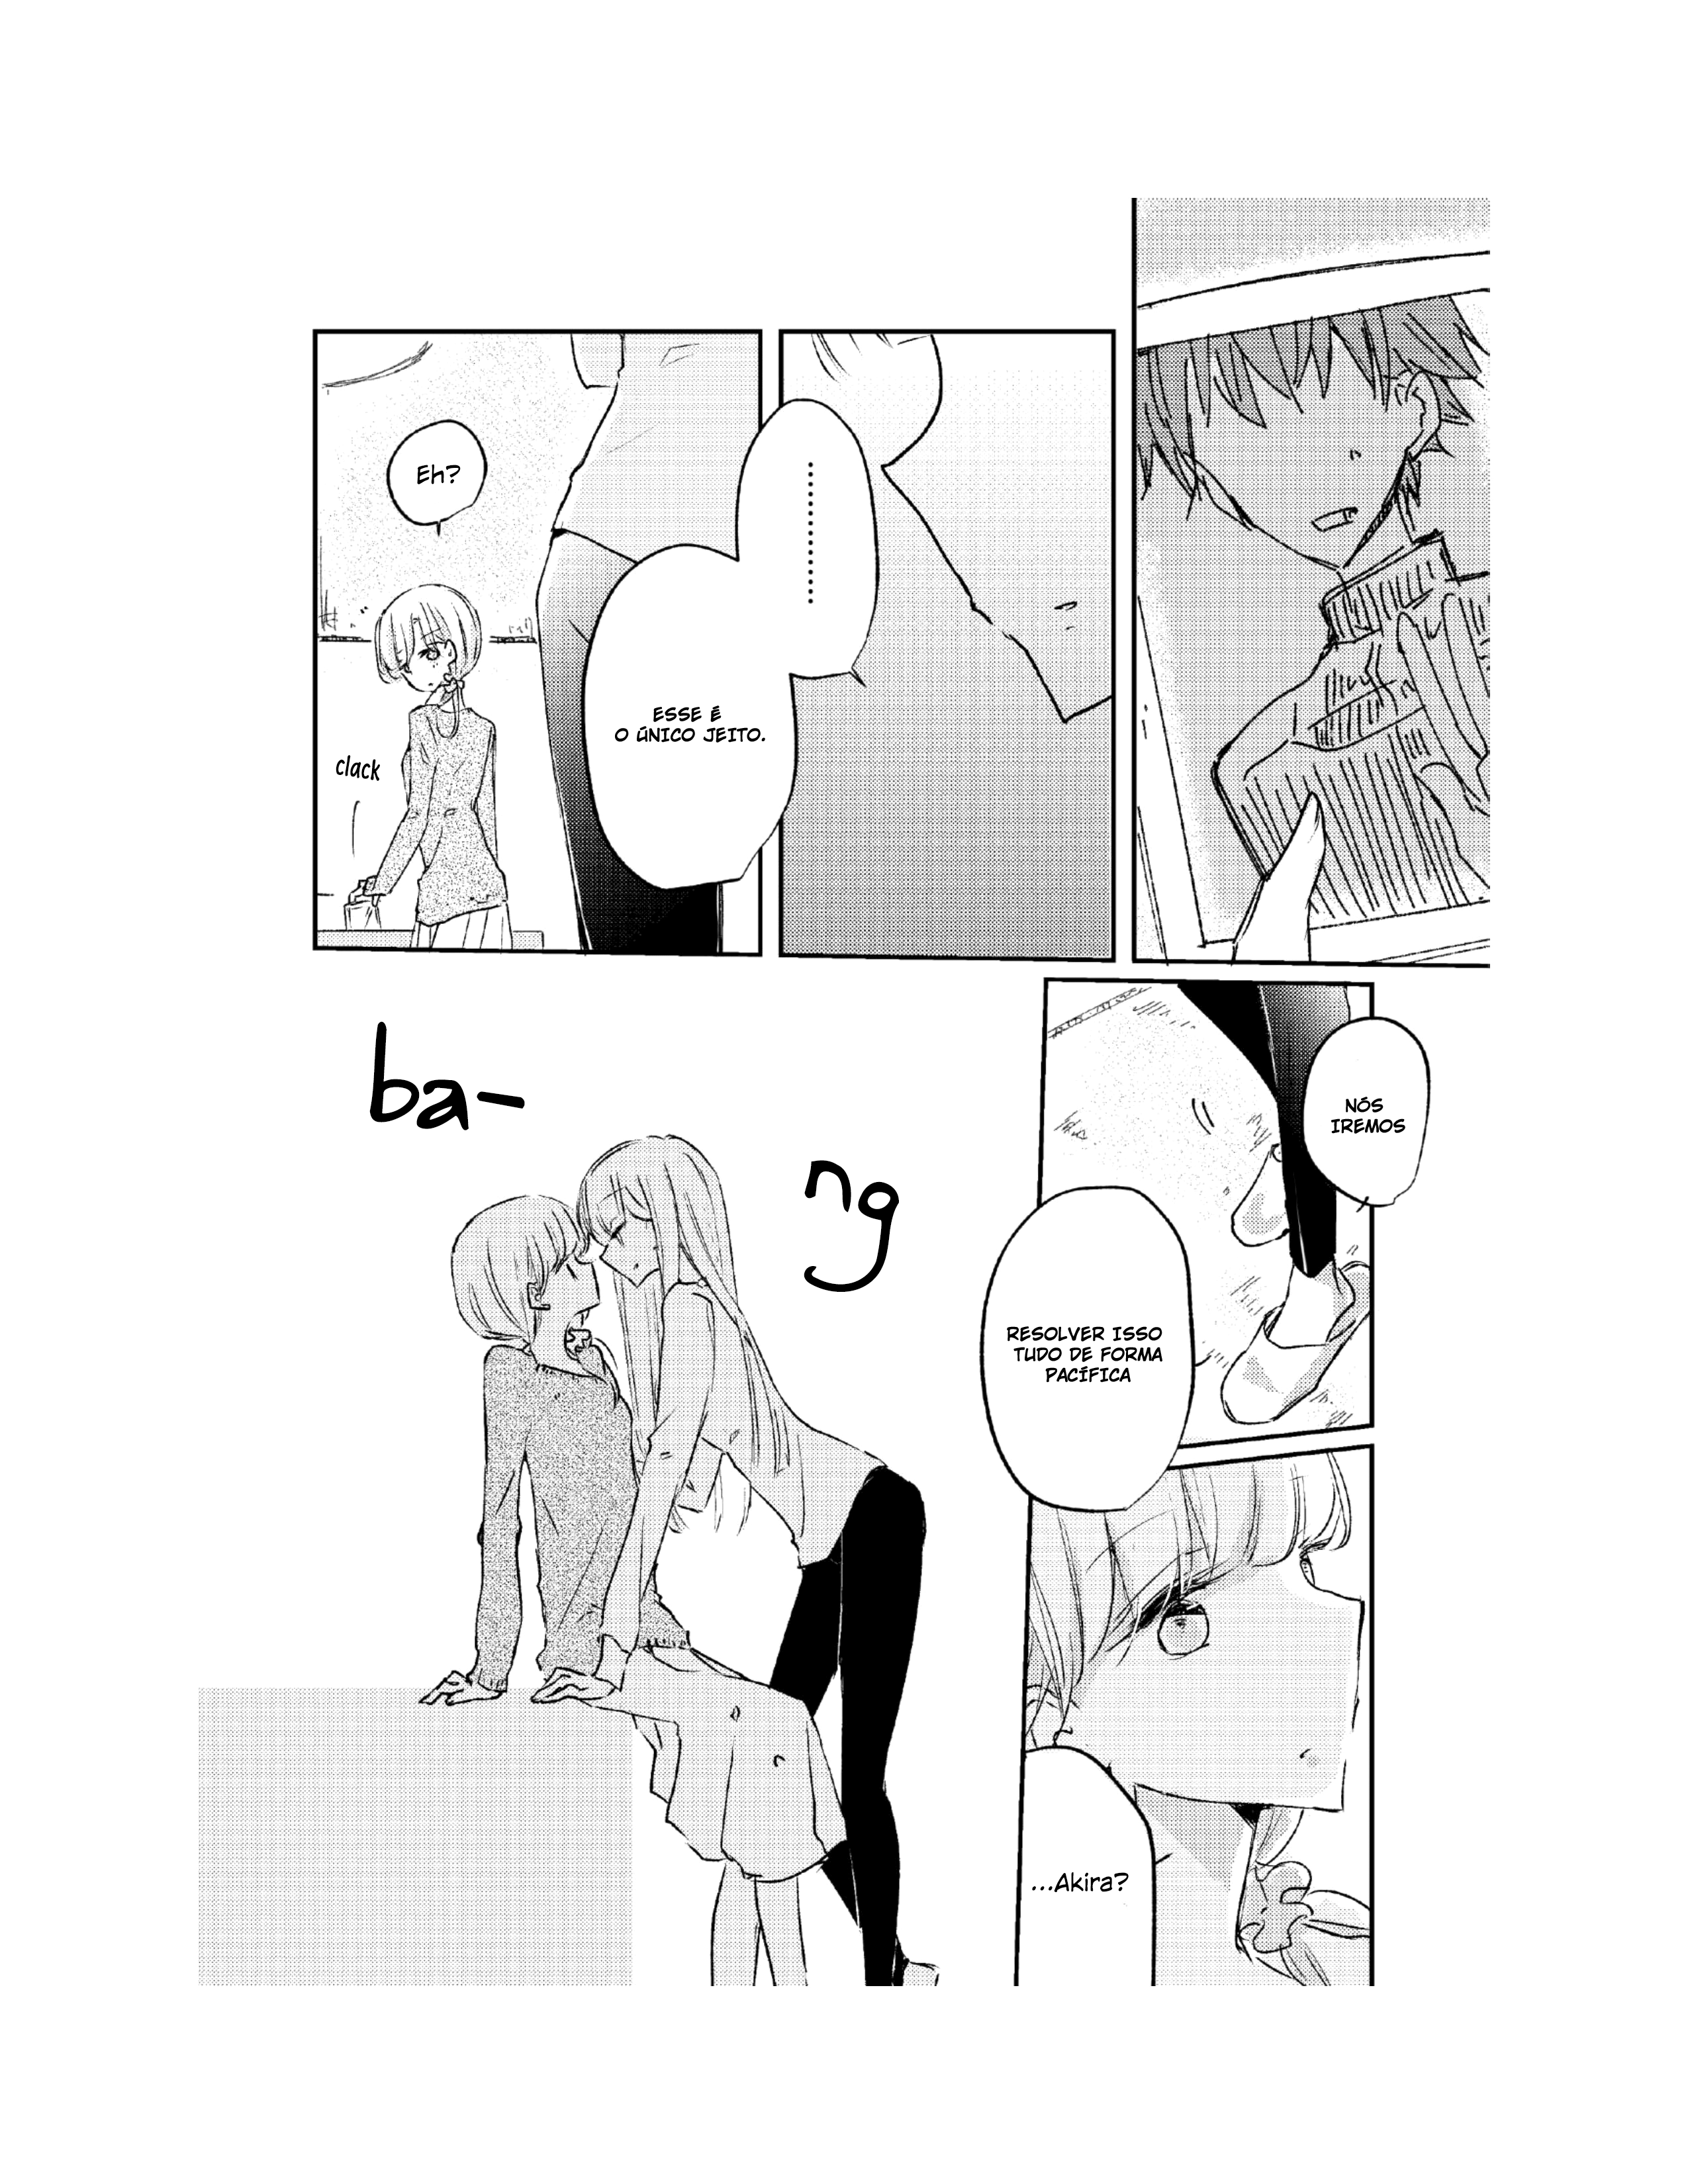 ............
ESSE É
O ÚNICO JEITO.
Eh?
clack
NÓS
IREMOS
RESOLVER ISSO
TUDO DE FORMA
PACÍFICA
...Akira?
ba-
ng